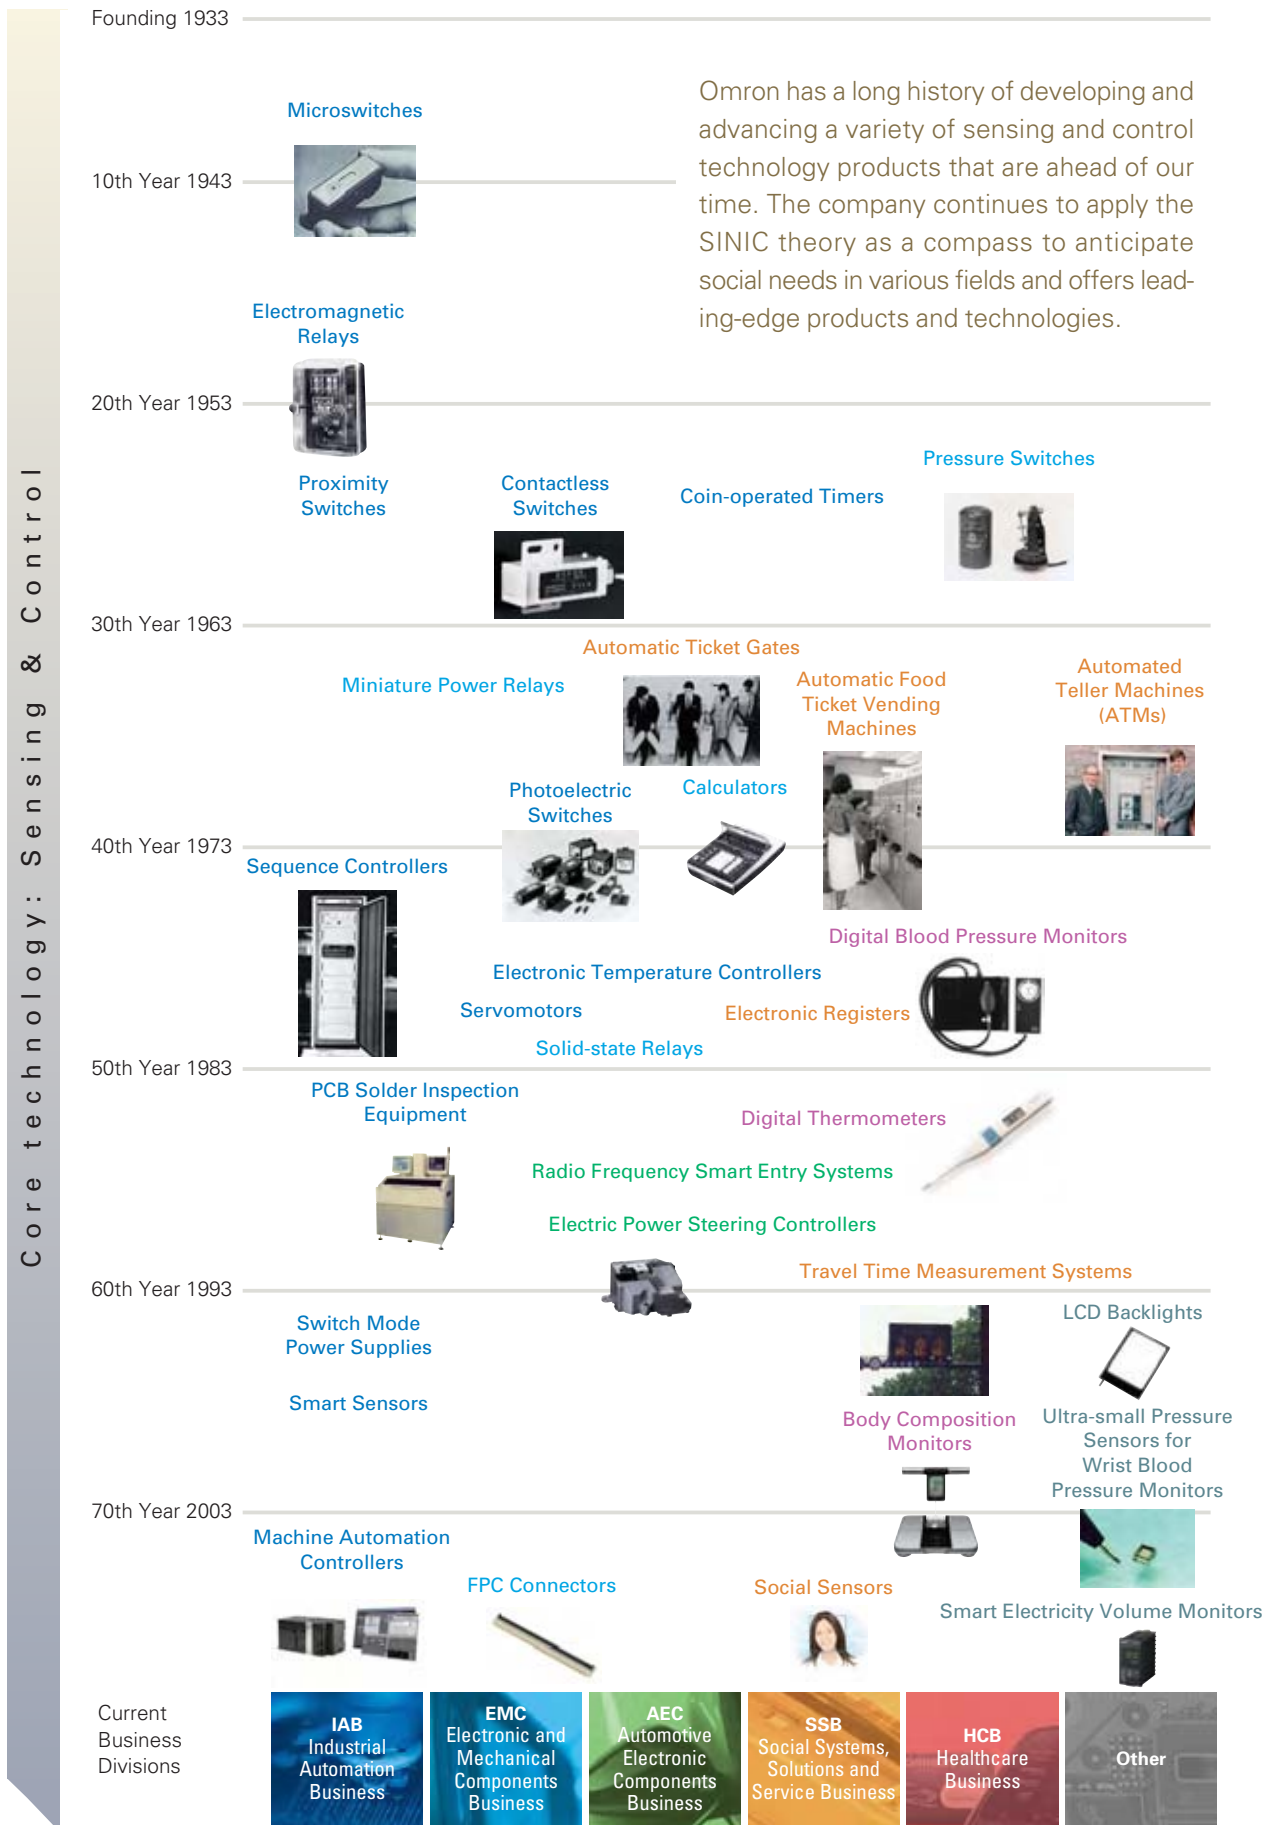 Founding 1933
Microswitches
Omron has a long history of developing and
advancing a variety of sensing and control
technology products that are ahead of our
time. The company continues to apply the
SINIC theory as a compass to anticipate
social needs in various fields and offers lead-
ing-edge products and technologies.
10th Year 1943
Electromagnetic
Relays
20th Year 1953
Proximity
Switches
Contactless
Switches
Coin-operated Timers
Pressure Switches
30th Year 1963
Automatic Ticket Gates
Miniature Power Relays
Automatic Food
Ticket Vending
Machines
Automated
Teller Machines
(ATMs)
Photoelectric
Switches
Calculators
40th Year 1973
Sequence Controllers
Digital Blood Pressure Monitors
Electronic Temperature Controllers
Servomotors
Electronic Registers
Solid-state Relays
50th Year 1983
PCB Solder Inspection
Equipment
Digital Thermometers
Radio Frequency Smart Entry Systems
Electric Power Steering Controllers
Travel Time Measurement Systems
60th Year 1993
Switch Mode
Power Supplies
LCD Backlights
Smart Sensors
Body Composition
Monitors
Ultra-small Pressure
Sensors for
Wrist Blood
Pressure Monitors
70th Year 2003
Machine Automation
Controllers
FPC Connectors
Social Sensors
Smart Electricity Volume Monitors
Core technology: Sensing & Control
Current
Business
Divisions
IAB
Industrial
Automation
Business
EMC
Electronic and
Mechanical
Components
Business
AEC
Automotive
Electronic
Components
Business
SSB
Social Systems,
Solutions and
Service Business
HCB
Healthcare
Business
Other